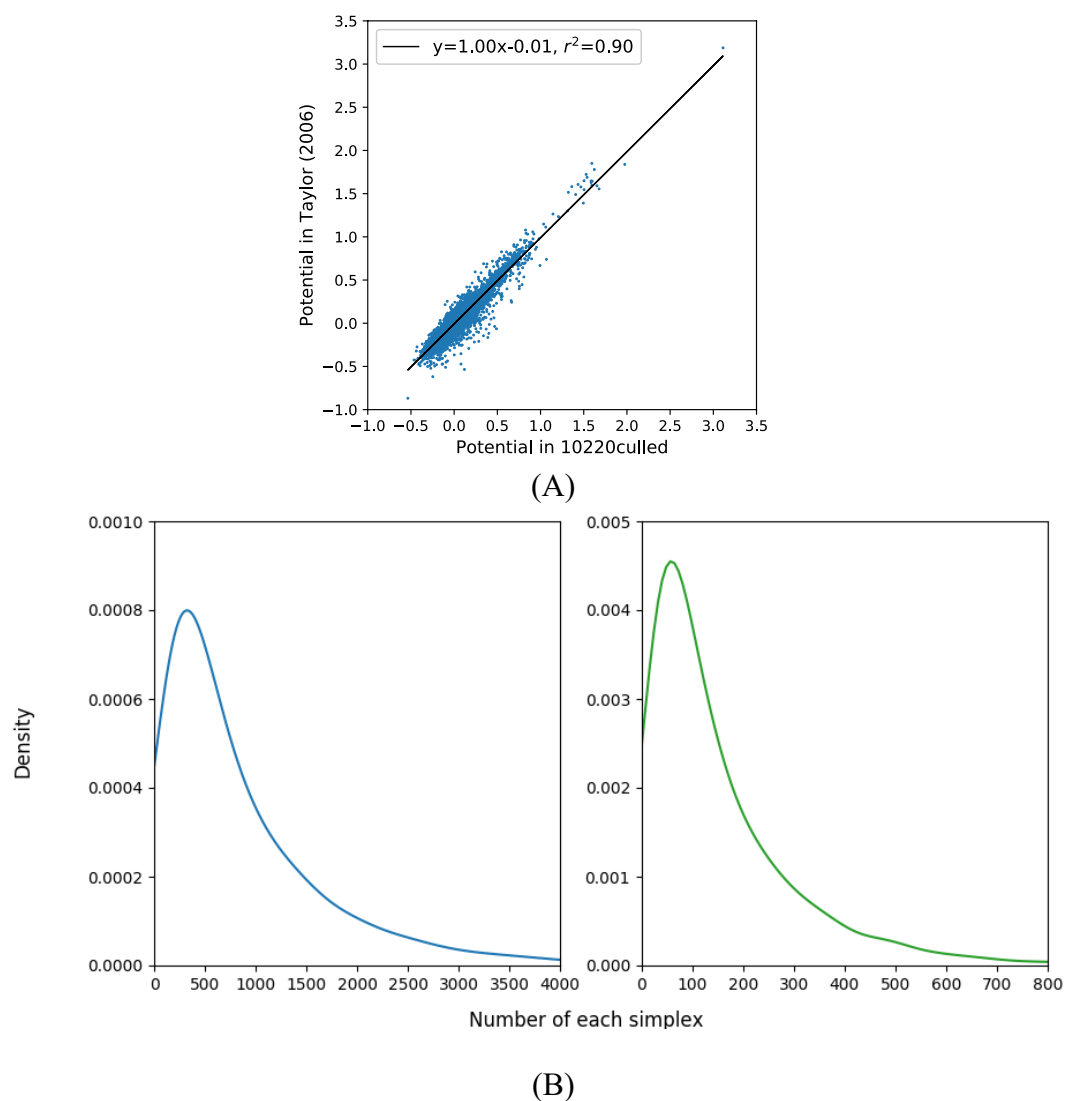 y=1.00x-0.01, r²=0.90
3.5
3.0
2.5
2.0
1.5
1.0
0.5
0.0
−0.5
−1.0
Potential in Taylor (2006)
−1.0 −0.5 0.0 0.5 1.0 1.5 2.0 2.5 3.0 3.5
Potential in 10220culled
(A)
Density
0.0010
0.0008
0.0006
0.0004
0.0002
0.0000
0 500 1000 1500 2000 2500 3000 3500 4000
0.005
0.004
0.003
0.002
0.001
0.000
0 100 200 300 400 500 600 700 800
Number of each simplex
(B)